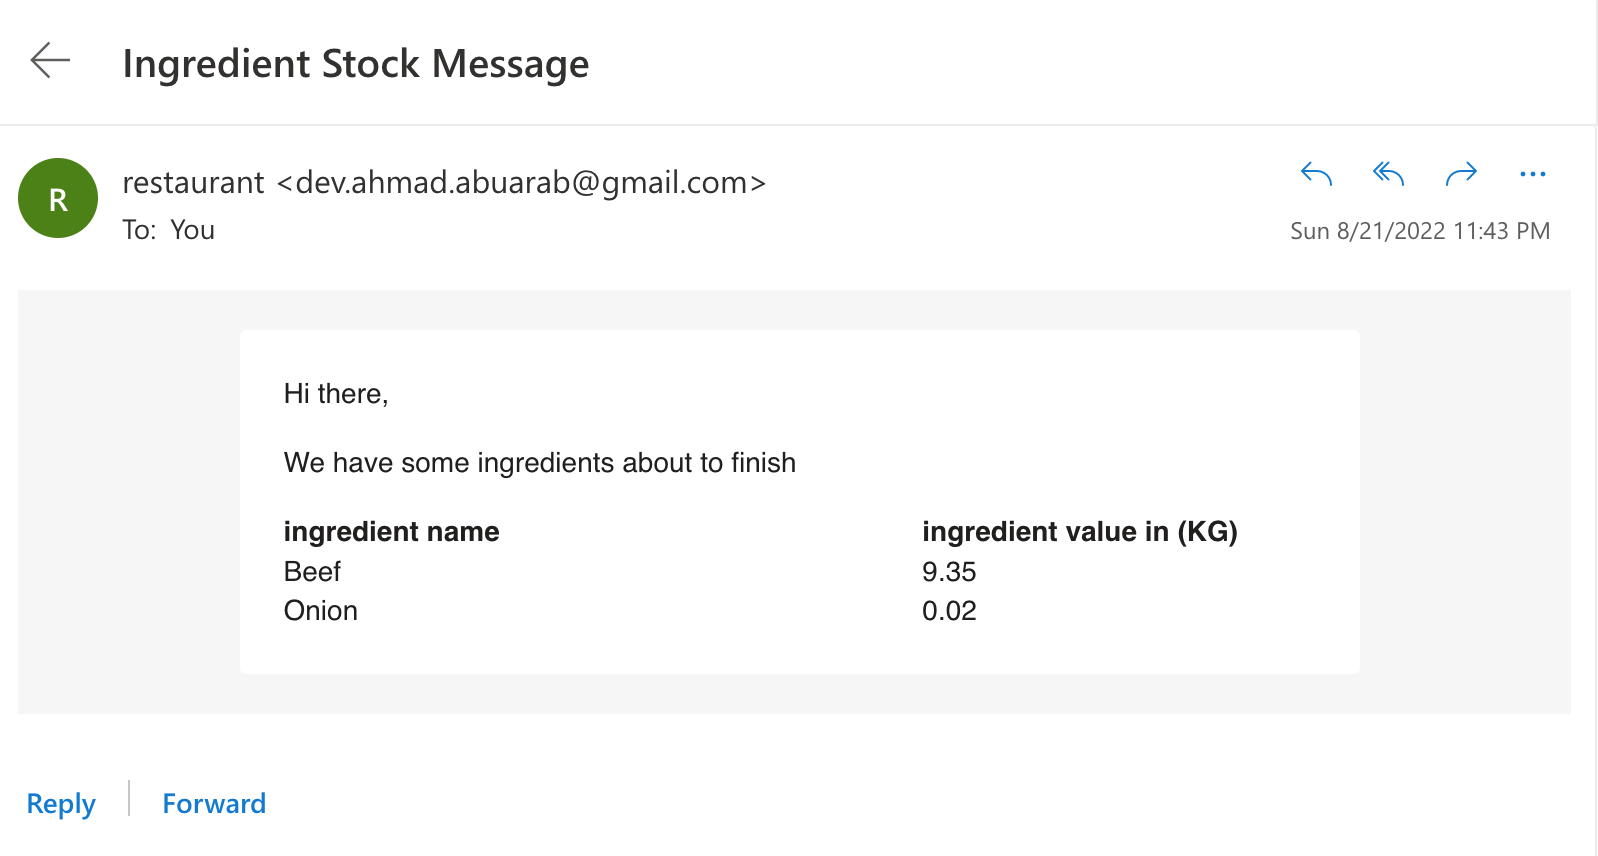 Ingredient Stock Message
R
restaurant <dev.ahmad.abuarab@gmail.com>
To: You
Sun 8/21/2022 11:43 PM
Hi there,
We have some ingredients about to finish
ingredient name ingredient value in (KG)
Beef 9.35
Onion 0.02
Reply Forward